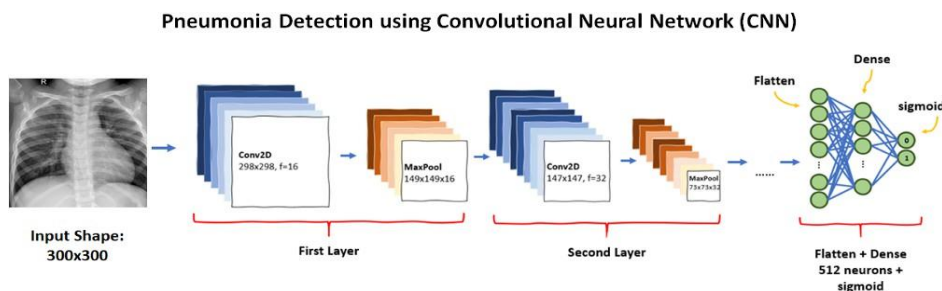 Pneumonia Detection using Convolutional Neural Network (CNN)
R
Input Shape:
300x300
Conv2D
298x298, f=16
MaxPool
149x149x16
First Layer
Conv2D
147x147, f=32
MaxPool
73x73x32
Second Layer
......
Flatten
Dense
sigmoid
0
1
Flatten + Dense
512 neurons +
sigmoid